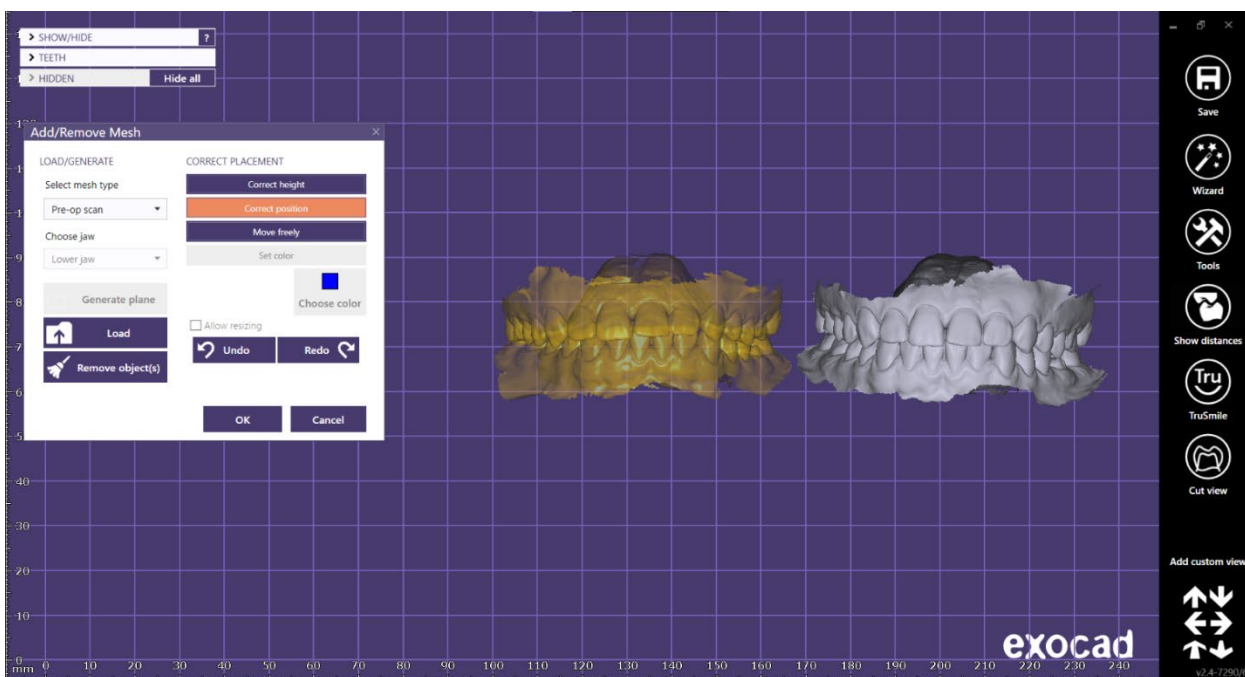 > SHOW/HIDE ?
> TEETH
> HIDDEN Hide all
Add/Remove Mesh
LOAD/GENERATE
Select mesh type
Pre-op scan
Choose jaw
Lower jaw
Generate plane
Load
Remove object(s)
CORRECT PLACEMENT
Correct height
Correct position
Move freely
Set color
Choose color
Allow resizing
Undo Redo
OK Cancel
Save
Wizard
Tools
Show distances
Tru
TruSmile
Cut view
Add custom view
exocad
40
30
20
10
0
mm 0 10 20 30 40 50 60 70 80 90 100 110 120 130 140 150 160 170 180 190 200 210 220 230 240